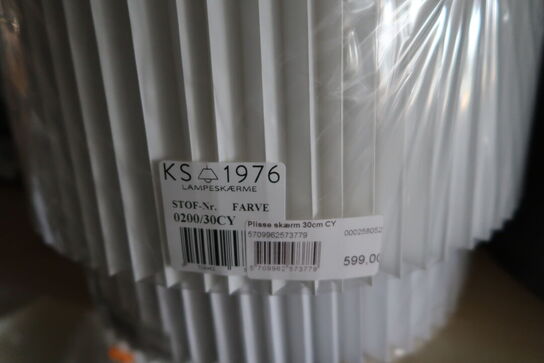 KS 1976
LAMPESKÆRME
STOF-Nr. FARVE
0200/30CY
Plisse skærm 30cm CY
5709962573779
5709962573779
599,00